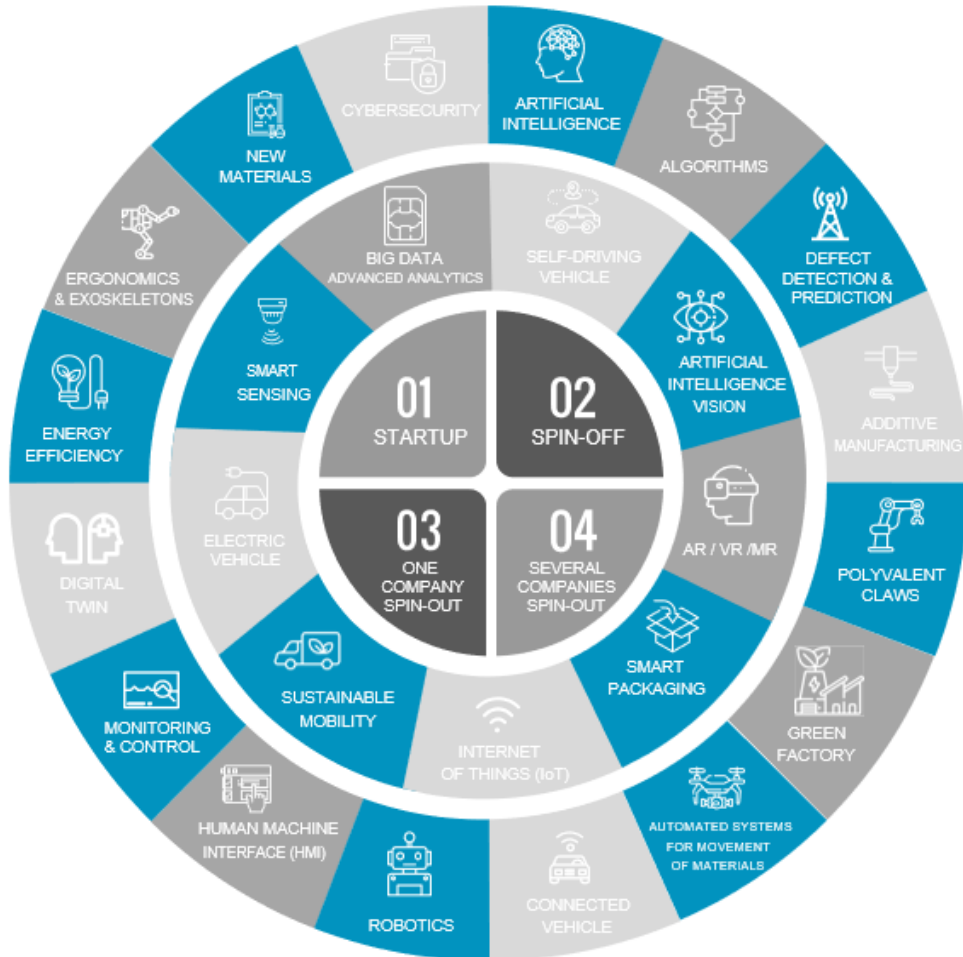 CYBERSECURITY
ARTIFICIAL
INTELLIGENCE
ALGORITHMS
DEFECT
DETECTION &
PREDICTION
ADDITIVE
MANUFACTURING
POLYVALENT
CLAWS
GREEN
FACTORY
AUTOMATED SYSTEMS
FOR MOVEMENT
OF MATERIALS
CONNECTED
VEHICLE
ROBOTICS
HUMAN MACHINE
INTERFACE (HMI)
MONITORING
& CONTROL
DIGITAL
TWIN
ENERGY
EFFICIENCY
ERGONOMICS
& EXOSKELETONS
NEW
MATERIALS
BIG DATA
ADVANCED ANALYTICS
SELF-DRIVING
VEHICLE
ARTIFICIAL
INTELLIGENCE
VISION
AR / VR /MR
SMART
PACKAGING
INTERNET
OF THINGS (IoT)
SUSTAINABLE
MOBILITY
ELECTRIC
VEHICLE
SMART
SENSING
01
STARTUP
02
SPIN-OFF
03
ONE
COMPANY
SPIN-OUT
04
SEVERAL
COMPANIES
SPIN-OUT